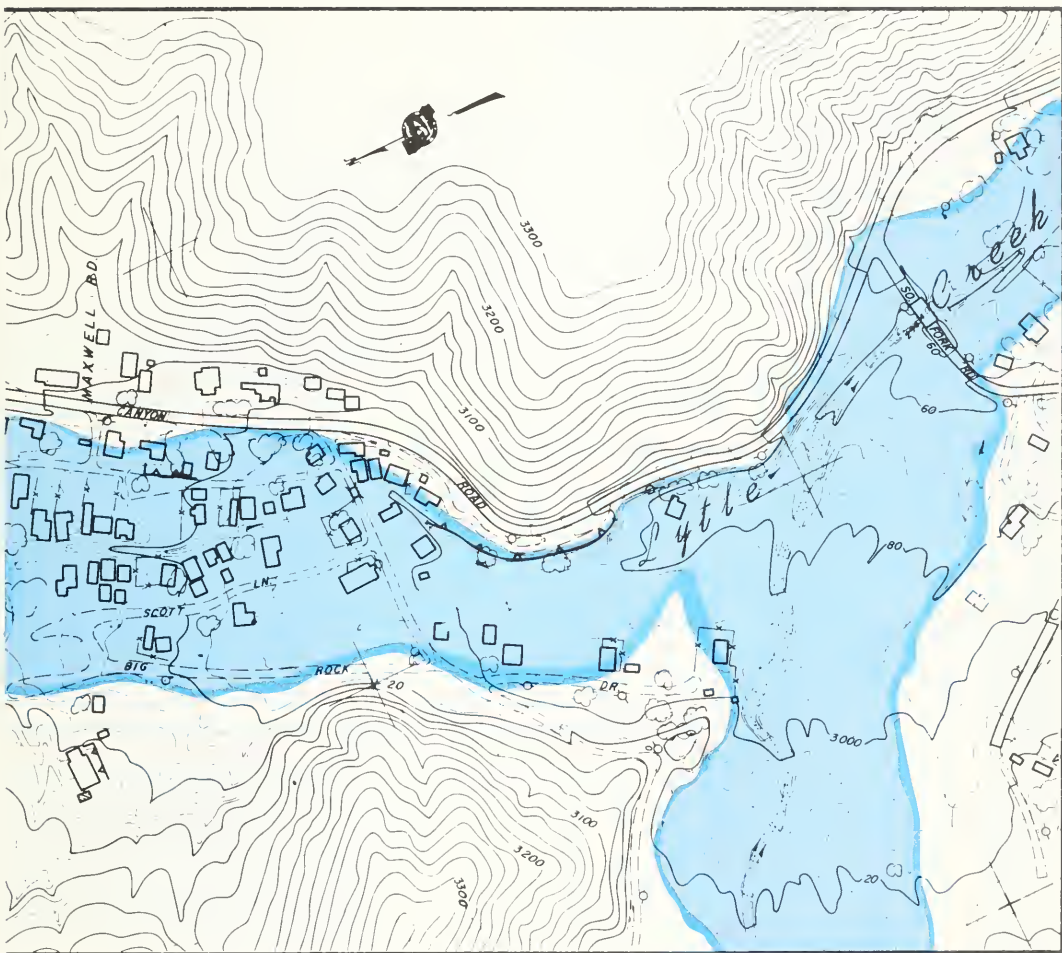 3300
3200
3100
MAXWELL RD.
CANYON
ROAD
Lytle
Creek
SO.
FORK
RD.
60
60
80
LN.
SCOTT
BIG
ROCK
DR.
20
3000
3100
3200
3300
20